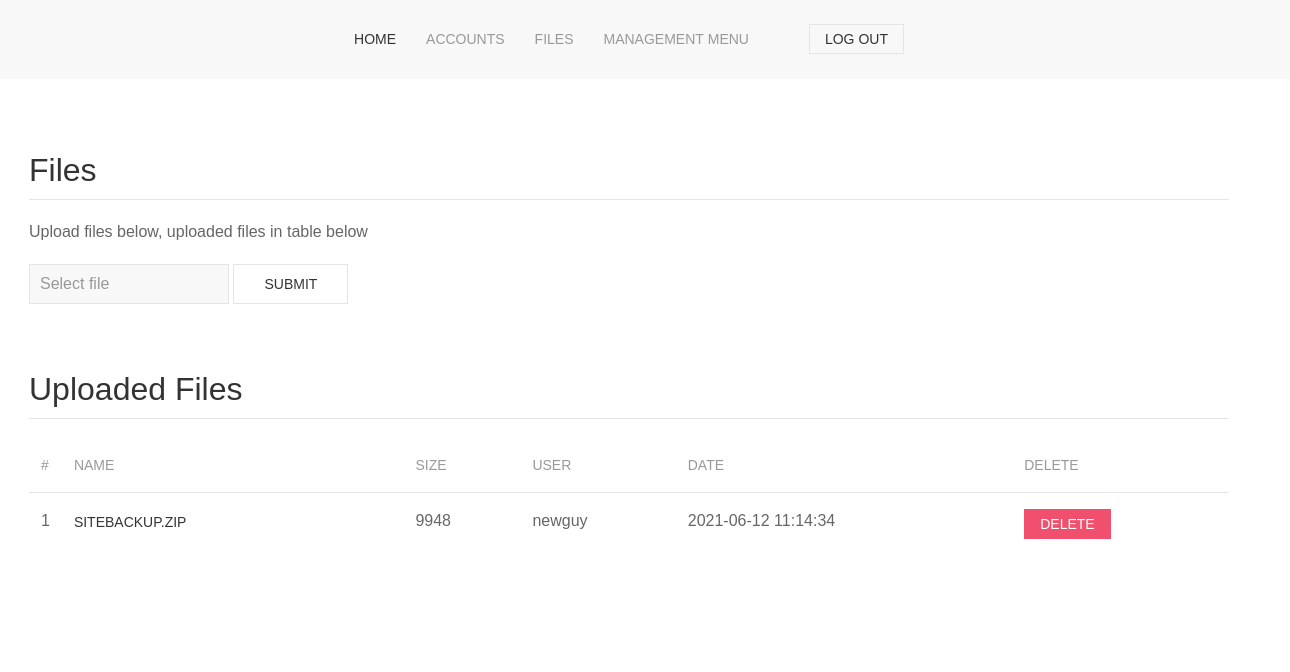 HOME ACCOUNTS FILES MANAGEMENT MENU LOG OUT
Files
Upload files below, uploaded files in table below
Select file SUBMIT
Uploaded Files
# NAME SIZE USER DATE DELETE
1 SITEBACKUP.ZIP 9948 newguy 2021-06-12 11:14:34 DELETE